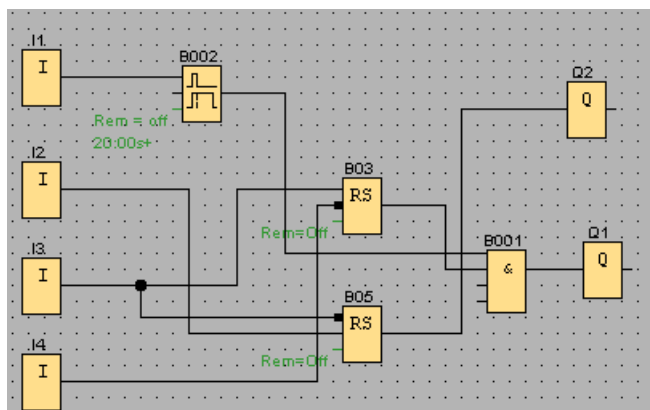 I1
I
B002
Rem = off
20:00s+
Q2
Q
I2
I
B03
RS
Rem=Off
B001
&
Q1
Q
I3
I
B05
RS
Rem=Off
I4
I